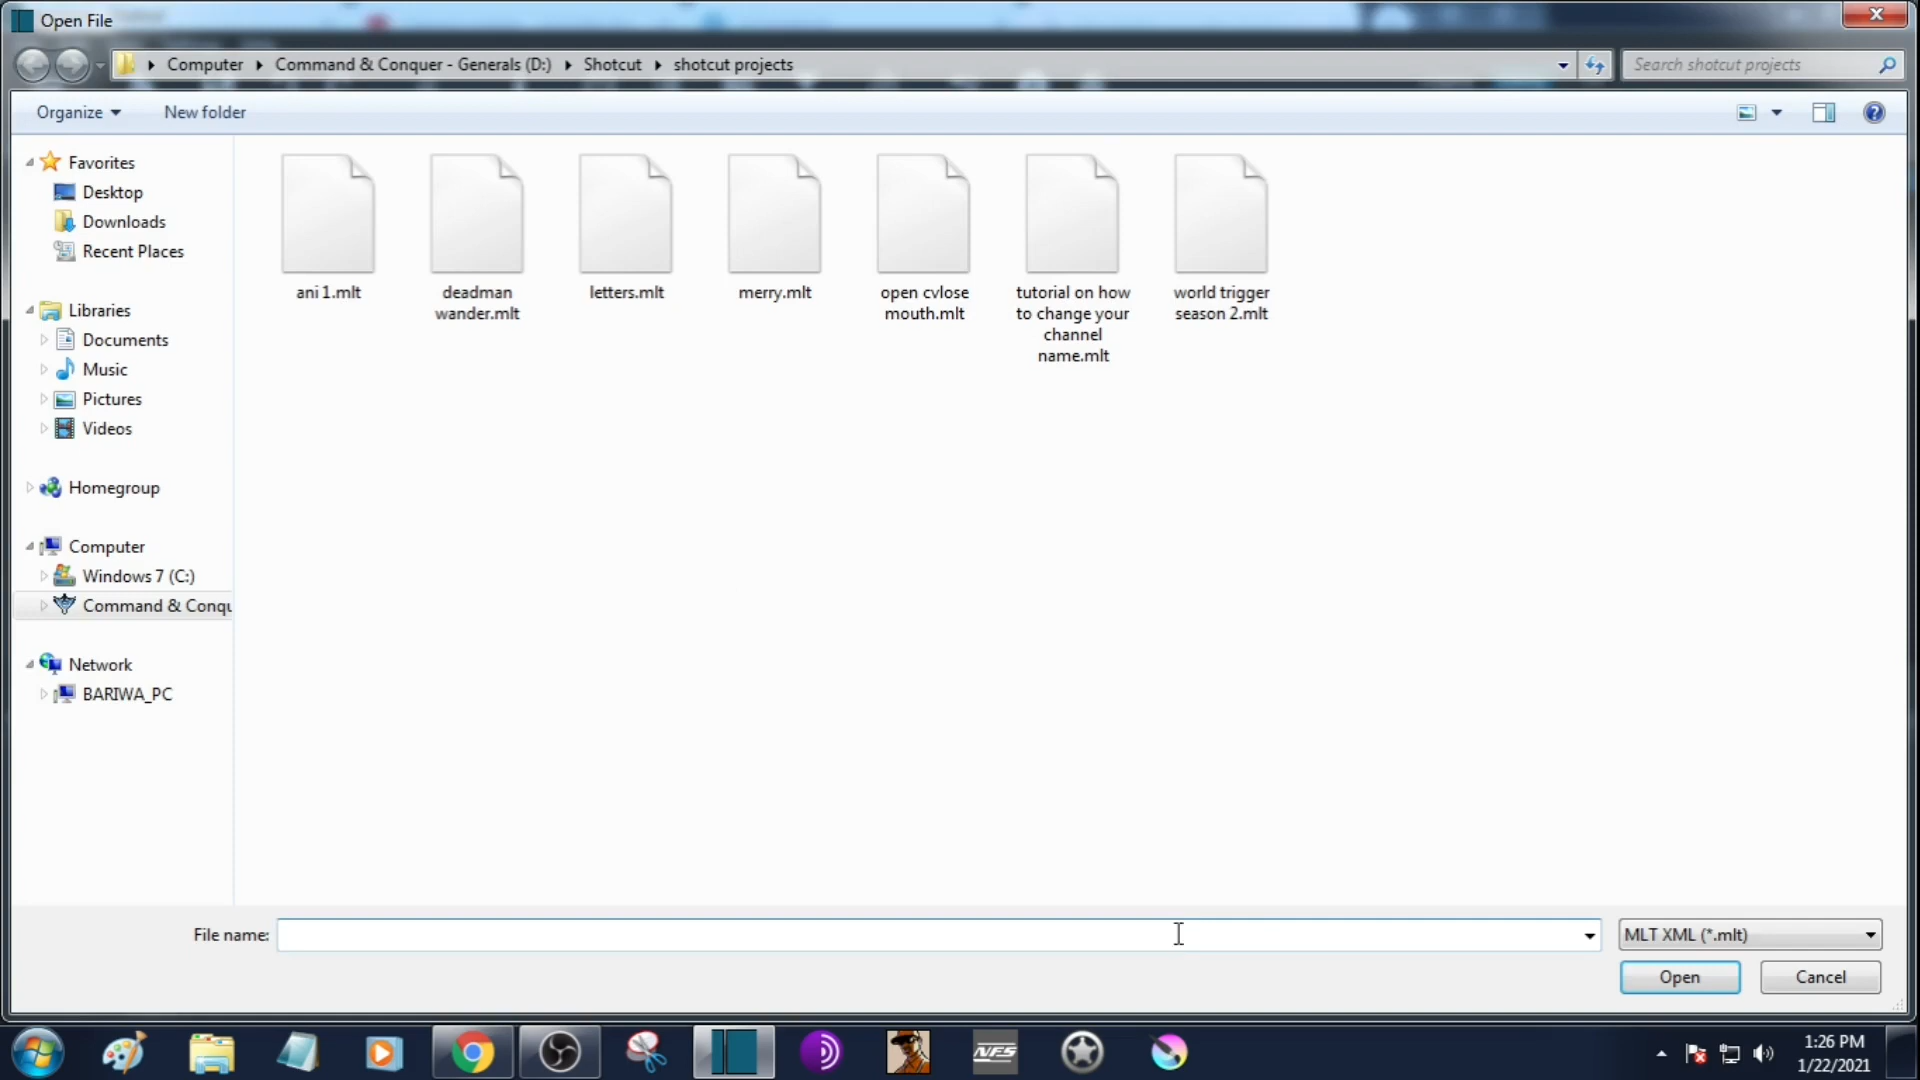 Open File
Computer Command & Conquer - Generals (D:) Shotcut shotcut projects
Search shotcut projects
Organize New folder
Favorites
Desktop
Downloads
Recent Places
Libraries
Documents
Music
Pictures
Videos
Homegroup
Computer
Windows 7 (C:)
Command & Conqu
Network
BARIWA_PC
ani 1.mlt
deadman
wander.mlt
letters.mlt
merry.mlt
open cvlose
mouth.mlt
tutorial on how
to change your
channel
name.mlt
world trigger
season 2.mlt
File name:
MLT XML (*.mlt)
Open Cancel
NFS
1:26 PM
1/22/2021